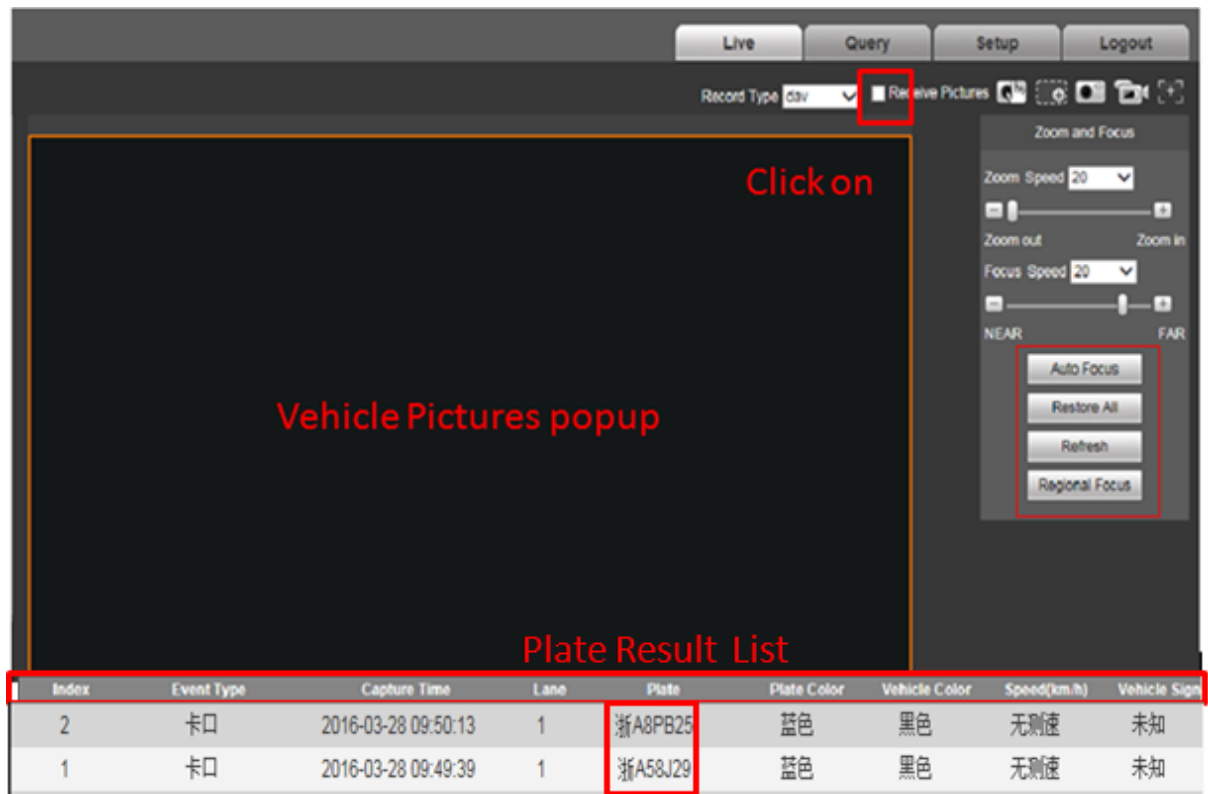 Live Query Setup Logout
Record Type dav Receive Pictures
Zoom and Focus
Click on
Zoom Speed 20
Zoom out Zoom in
Focus Speed 20
NEAR FAR
Auto Focus
Restore All
Vehicle Pictures popup
Refresh
Regional Focus
Plate Result List
Index Event Type Capture Time Lane Plate Plate Color Vehicle Color Speed(km/h) Vehicle Sign
2 卡口 2016-03-28 09:50:13 1 浙A8PB25 蓝色 黑色 无测速 未知
1 卡口 2016-03-28 09:49:39 1 浙A58J29 蓝色 黑色 无测速 未知